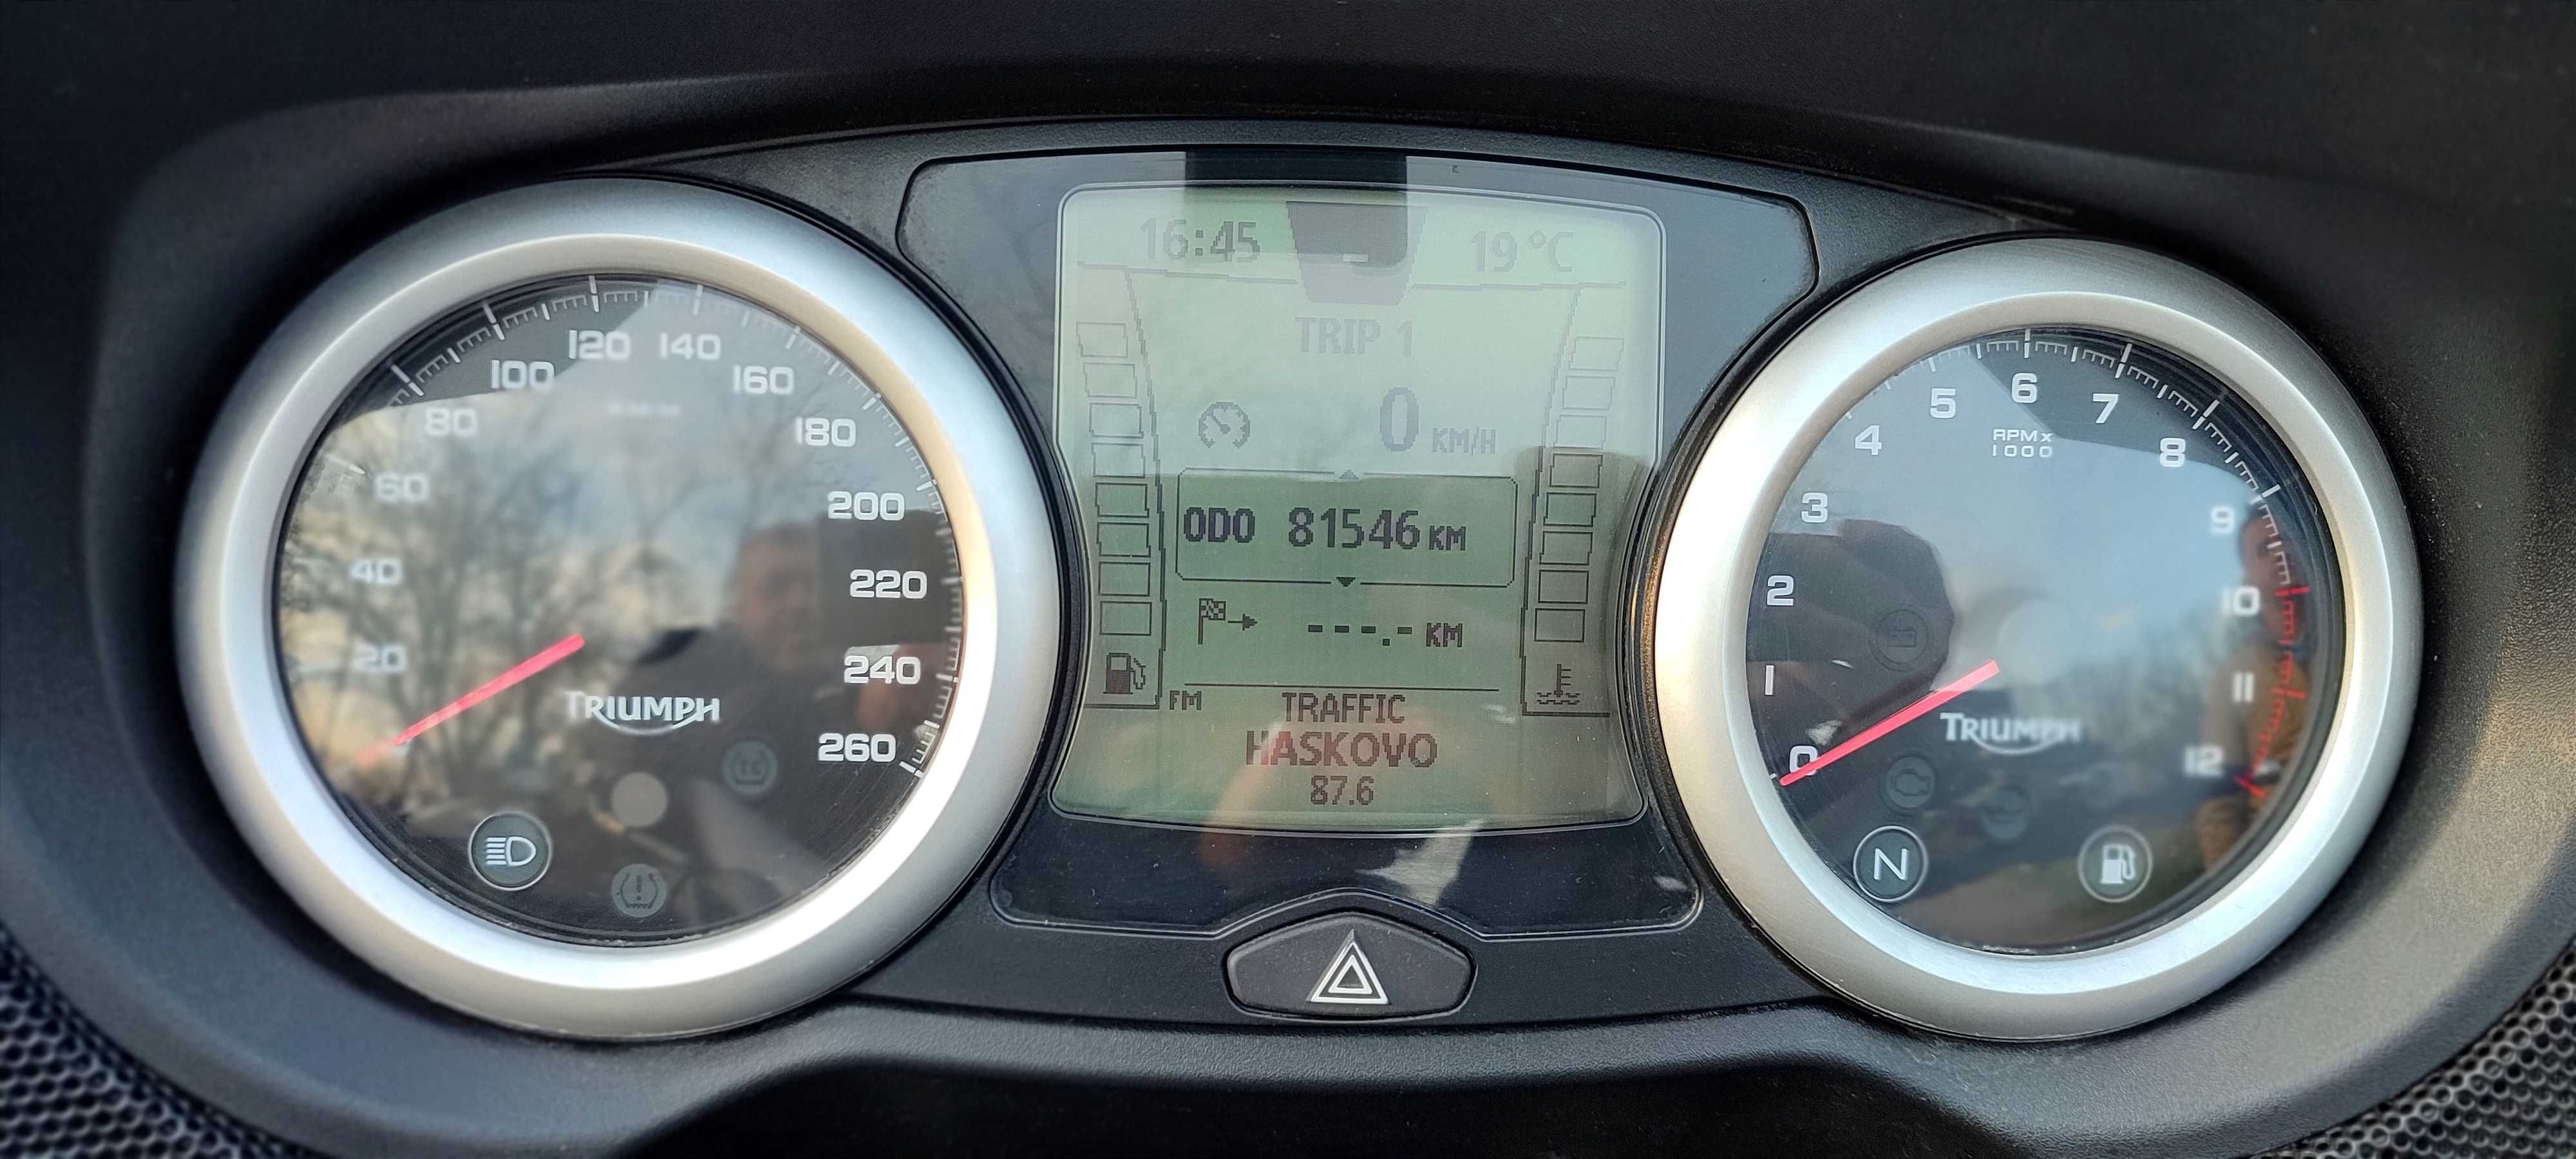 20
40
60
80
100
120
140
160
180
200
220
240
260
TRIUMPH
TC
16:45
19 °C
TRIP 1
0 KM/H
ODO 81546 KM
---.- KM
FM
TRAFFIC
HASKOVO
87.6
0
1
2
3
4
5
6
7
8
9
10
11
12
RPM x
1000
TRIUMPH
N